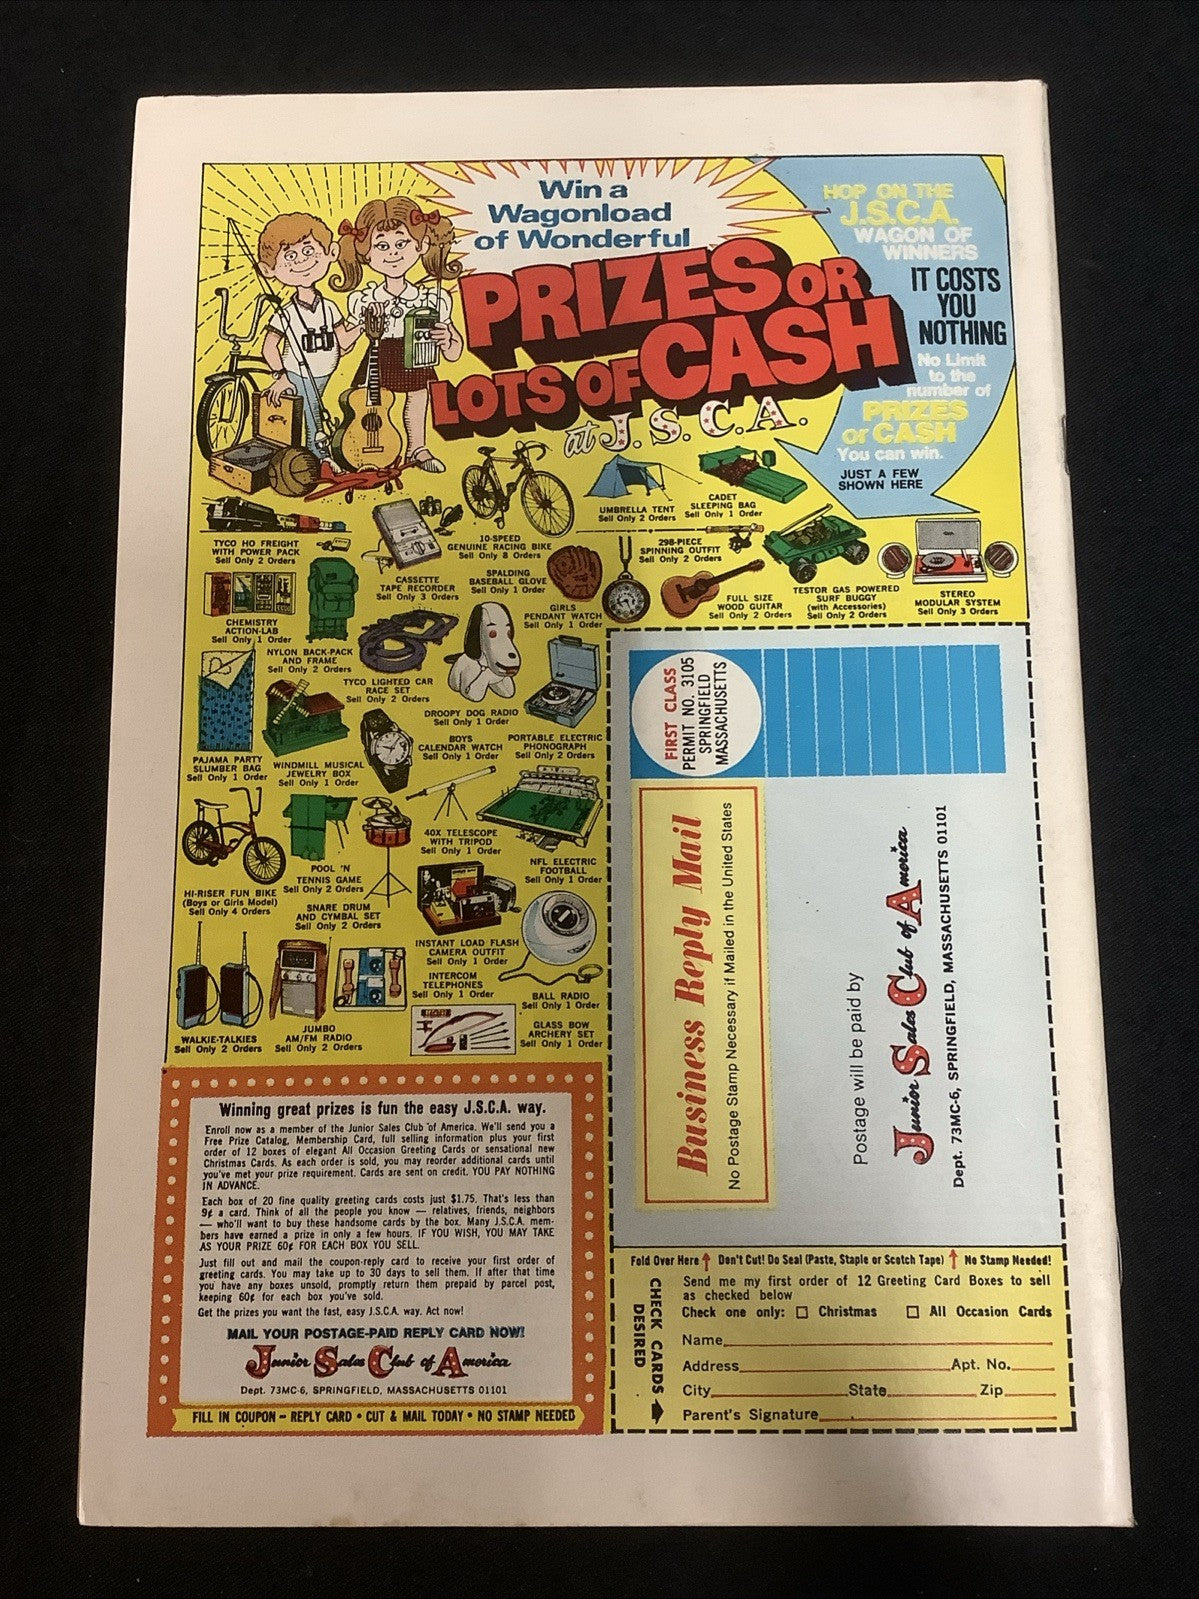 Win a
Wagonload
of Wonderful
PRIZES OR
LOTS OF CASH
at J.S.C.A.
HOP ON THE
J.S.C.A.
WAGON OF
WINNERS
IT COSTS
YOU
NOTHING
No Limit
to the
number of
PRIZES
or CASH
You can win.
JUST A FEW
SHOWN HERE
TYCO HO FREIGHT
WITH POWER PACK
Sell Only 2 Orders
CASSETTE
TAPE RECORDER
Sell Only 3 Orders
10-SPEED
GENUINE RACING BIKE
Sell Only 8 Orders
UMBRELLA TENT
Sell Only 2 Orders
CADET
SLEEPING BAG
Sell Only 1 Order
298-PIECE
SPINNING OUTFIT
Sell Only 2 Orders
SPALDING
BASEBALL GLOVE
Sell Only 1 Order
GIRLS
PENDANT WATCH
Sell Only 1 Order
FULL SIZE
WOOD GUITAR
Sell Only 2 Orders
TESTOR GAS POWERED
SURF BUGGY
(with Accessories)
Sell Only 2 Orders
STEREO
MODULAR SYSTEM
Sell Only 3 Orders
CHEMISTRY
ACTION-LAB
Sell Only 1 Order
NYLON BACK-PACK
AND FRAME
Sell Only 2 Orders
TYCO LIGHTED CAR
RACE SET
Sell Only 2 Orders
DROOPY DOG RADIO
Sell Only 1 Order
PAJAMA PARTY
SLUMBER BAG
Sell Only 1 Order
WINDMILL MUSICAL
JEWELRY BOX
Sell Only 1 Order
BOYS
CALENDAR WATCH
Sell Only 1 Order
PORTABLE ELECTRIC
PHONOGRAPH
Sell Only 2 Orders
40X TELESCOPE
WITH TRIPOD
Sell Only 1 Order
NFL ELECTRIC
FOOTBALL
Sell Only 1 Order
HI-RISER FUN BIKE
(Boys or Girls Model)
Sell Only 4 Orders
POOL 'N
TENNIS GAME
Sell Only 2 Orders
SNARE DRUM
AND CYMBAL SET
Sell Only 2 Orders
INSTANT LOAD FLASH
CAMERA OUTFIT
Sell Only 1 Order
INTERCOM
TELEPHONES
Sell Only 1 Order
BALL RADIO
Sell Only 1 Order
WALKIE-TALKIES
Sell Only 2 Orders
JUMBO
AM/FM RADIO
Sell Only 2 Orders
GLASS BOW
ARCHERY SET
Sell Only 1 Order
Winning great prizes is fun the easy J.S.C.A. way.
Enroll now as a member of the Junior Sales Club of America. We'll send you a
Free Prize Catalog, Membership Card, full selling information plus your first
order of 12 boxes of elegant All Occasion Greeting Cards or sensational new
Christmas Cards. As each order is sold, you may reorder additional cards until
you've met your prize requirement. Cards are sent on credit. YOU PAY NOTHING
IN ADVANCE.
Each box of 20 fine quality greeting cards costs just $1.75. That's less than
9¢ a card. Think of all the people you know — relatives, friends, neighbors
— who'll want to buy these handsome cards by the box. Many J.S.C.A. mem-
bers have earned a prize in only a few hours. IF YOU WISH, YOU MAY TAKE
AS YOUR PRIZE 60¢ FOR EACH BOX YOU SELL.
Just fill out and mail the coupon-reply card to receive your first order of
greeting cards. You may take up to 30 days to sell them. If after that time
you have any boxes unsold, promptly return them prepaid by parcel post,
keeping 60¢ for each box you've sold.
Get the prizes you want the fast, easy J.S.C.A. way. Act now!
MAIL YOUR POSTAGE-PAID REPLY CARD NOW!
Junior Sales Club of America
Dept. 73MC-6, SPRINGFIELD, MASSACHUSETTS 01101
FILL IN COUPON – REPLY CARD • CUT & MAIL TODAY • NO STAMP NEEDED
FIRST CLASS
PERMIT NO. 3105
SPRINGFIELD
MASSACHUSETTS
Business Reply Mail
No Postage Stamp Necessary if Mailed in the United States
Postage will be paid by
Junior Sales Club of America
Dept. 73MC-6, SPRINGFIELD, MASSACHUSETTS 01101
Fold Over Here ↑ Don't Cut! Do Seal (Paste, Staple or Scotch Tape) ↑ No Stamp Needed!
CHECK CARDS
DESIRED
Send me my first order of 12 Greeting Card Boxes to sell
as checked below
Check one only: ☐ Christmas ☐ All Occasion Cards
Name
Address Apt. No.
City State Zip
Parent's Signature